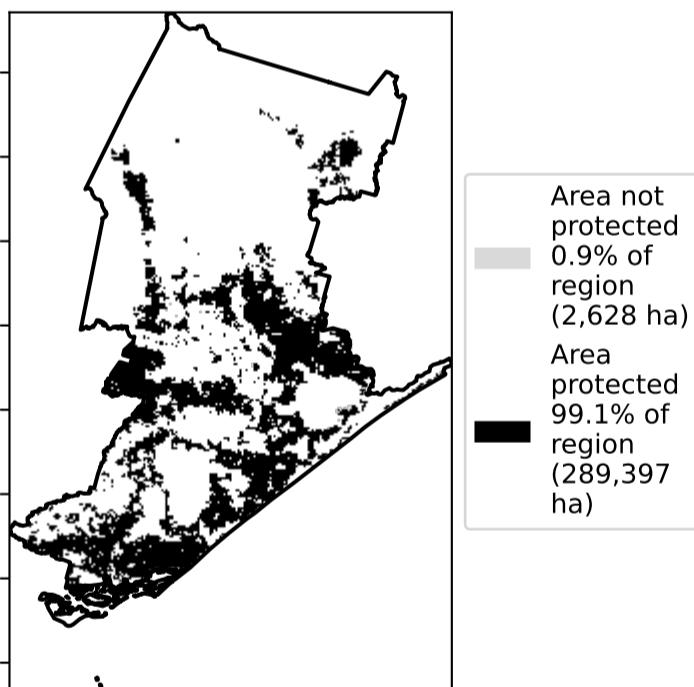 Area not
protected
0.9% of
region
(2,628 ha)
Area
protected
99.1% of
region
(289,397
ha)